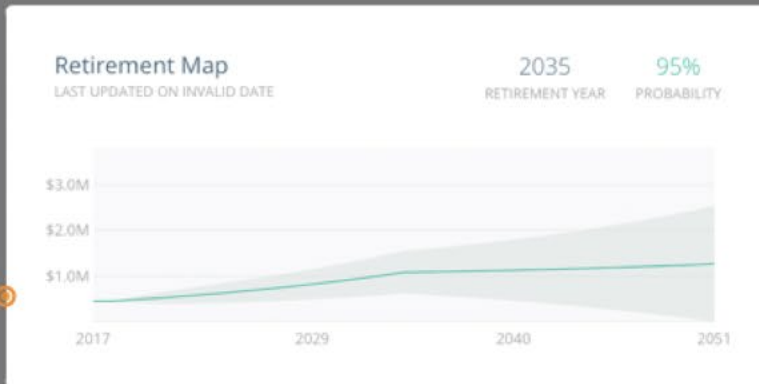 Retirement Map
LAST UPDATED ON INVALID DATE
2035
RETIREMENT YEAR
95%
PROBABILITY
$3.0M
$2.0M
$1.0M
2017 2029 2040 2051